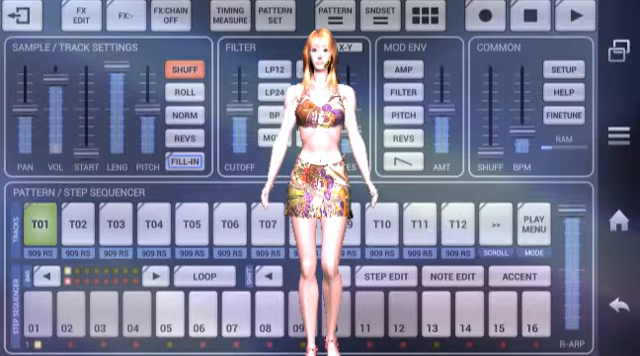 FX EDIT
FX:-
FX:CHAIN OFF
TIMING MEASURE
PATTERN SET
PATTERN
SNDSET
SAMPLE / TRACK SETTINGS
FILTER
X-Y
MOD ENV
COMMON
SHUFF
ROLL
NORM
REVS
FILL-IN
PAN VOL START LENG PITCH
LP12
LP24
CUTOFF
AMP
FILTER
PITCH
REVS
AMT
SETUP
HELP
FINETUNE
RAM
SHUFF BPM
PATTERN / STEP SEQUENCER
TRACKS
T01 T02 T03 T04 T05 T06 T07 T10 T11 T12 >> PLAY MENU
909 RS 909 RS 909 RS 909 RS 909 RS 909 RS 909 RS 909 RS 909 RS 909 RS SCROLL MODE
LOOP
SHIFT
STEP EDIT
NOTE EDIT
ACCENT
STEP SEQUENCER
01 02 03 04 05 06 07 08 09 11 12 13 14 15 16
1
R-ARP